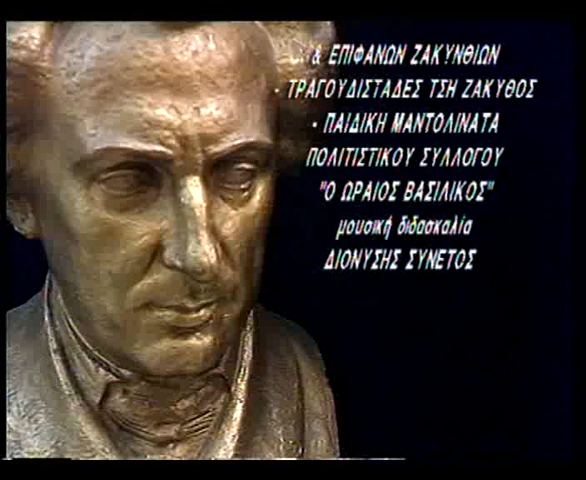 & ΕΠΙΦΑΝΩΝ ΖΑΚΥΝΘΙΩΝ
- ΤΡΑΓΟΥΔΙΣΤΑΔΕΣ ΤΣΗ ΖΑΚΥΘΟΣ
- ΠΑΙΔΙΚΗ ΜΑΝΤΟΛΙΝΑΤΑ
ΠΟΛΙΤΙΣΤΙΚΟΥ ΣΥΛΛΟΓΟΥ
"Ο ΩΡΑΙΟΣ ΒΑΣΙΛΙΚΟΣ"
μουσική διδασκαλία
ΔΙΟΝΥΣΗΣ ΣΥΝΕΤΟΣ